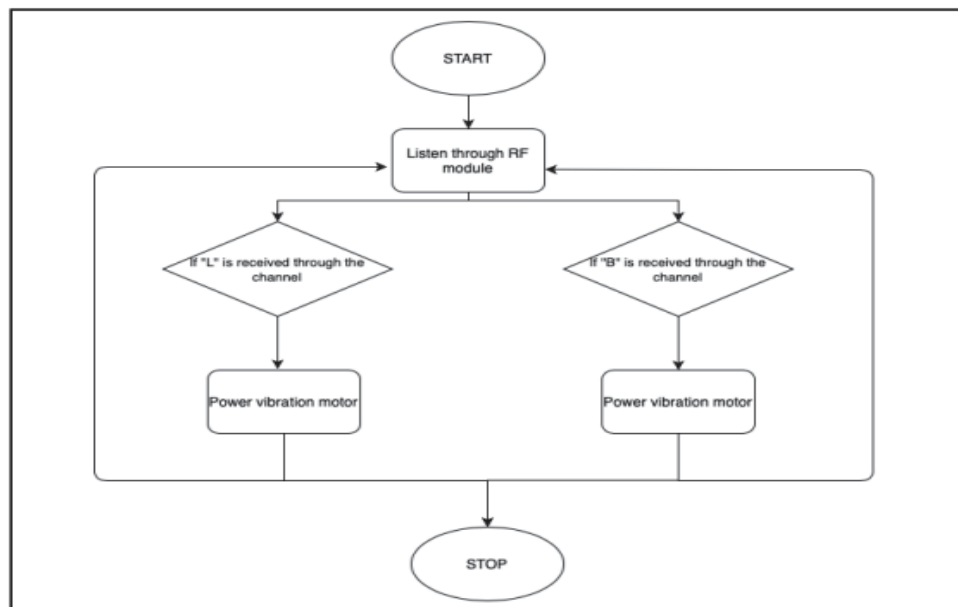 START
Listen through RF
module
If "L" is received through the
channel
If "B" is received through the
channel
Power vibration motor
Power vibration motor
STOP